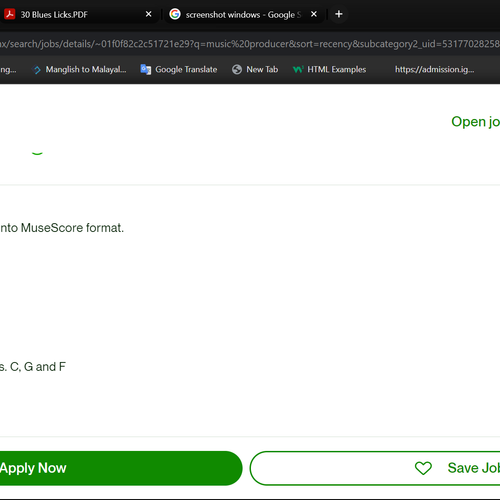 30 Blues Licks.PDF
screenshot windows - Google S
ax/search/jobs/details/~01f0f82c2c51721e29?q=music%20producer&sort=recency&subcategory2_uid=53177028258
ng...
Manglish to Malayal...
Google Translate
New Tab
HTML Examples
https://admission.ig...
Open jo
nto MuseScore format.
s. C, G and F
Apply Now
Save Job